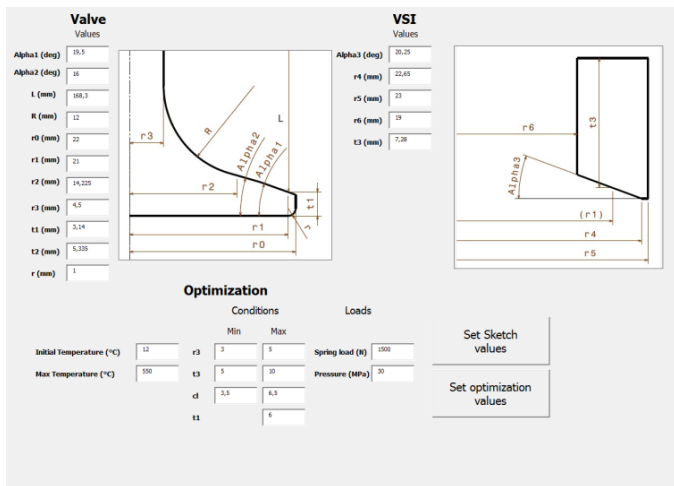 Valve
Values
Alpha1 (deg) 19,5
Alpha2 (deg) 16
L (mm) 168,3
R (mm) 12
r0 (mm) 22
r1 (mm) 21
r2 (mm) 14,225
r3 (mm) 4,5
t1 (mm) 3,14
t2 (mm) 5,335
r (mm) 1
r3
R
Alpha2
Alpha1
L
r2
t1
r1
r
r0
VSI
Values
Alpha3 (deg) 20,25
r4 (mm) 22,65
r5 (mm) 23
r6 (mm) 19
t3 (mm) 7,28
r6
t3
Alpha3
(r1)
r4
r5
Optimization
Conditions Loads
Min Max
Initial Temperature (°C) 12 r3 3 5 Spring load (N) 1500
Max Temperature (°C) 550 t3 5 10 Pressure (MPa) 30
cl 3,5 6,5
t1 6
Set Sketch
values
Set optimization
values